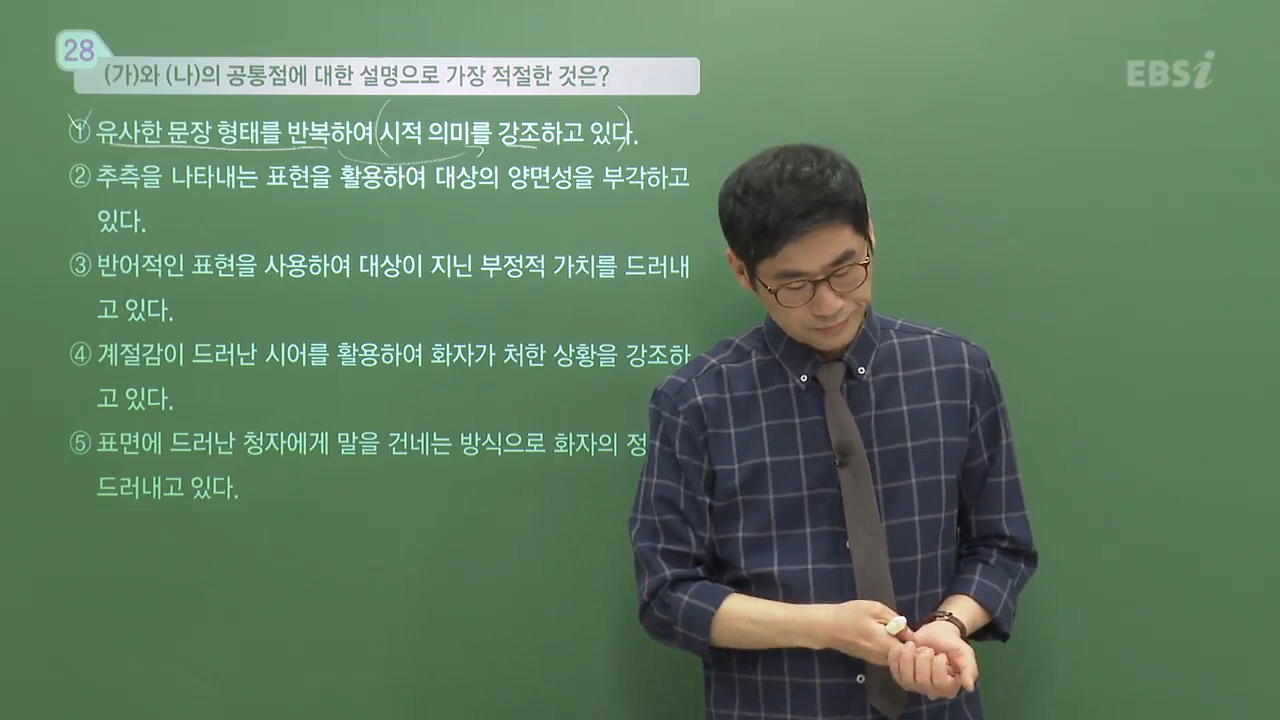 28
(가)와 (나)의 공통점에 대한 설명으로 가장 적절한 것은?
EBSi
① 유사한 문장 형태를 반복하여 시적 의미를 강조하고 있다.
② 추측을 나타내는 표현을 활용하여 대상의 양면성을 부각하고
있다.
③ 반어적인 표현을 사용하여 대상이 지닌 부정적 가치를 드러내
고 있다.
④ 계절감이 드러난 시어를 활용하여 화자가 처한 상황을 강조하
고 있다.
⑤ 표면에 드러난 청자에게 말을 건네는 방식으로 화자의 정
드러내고 있다.